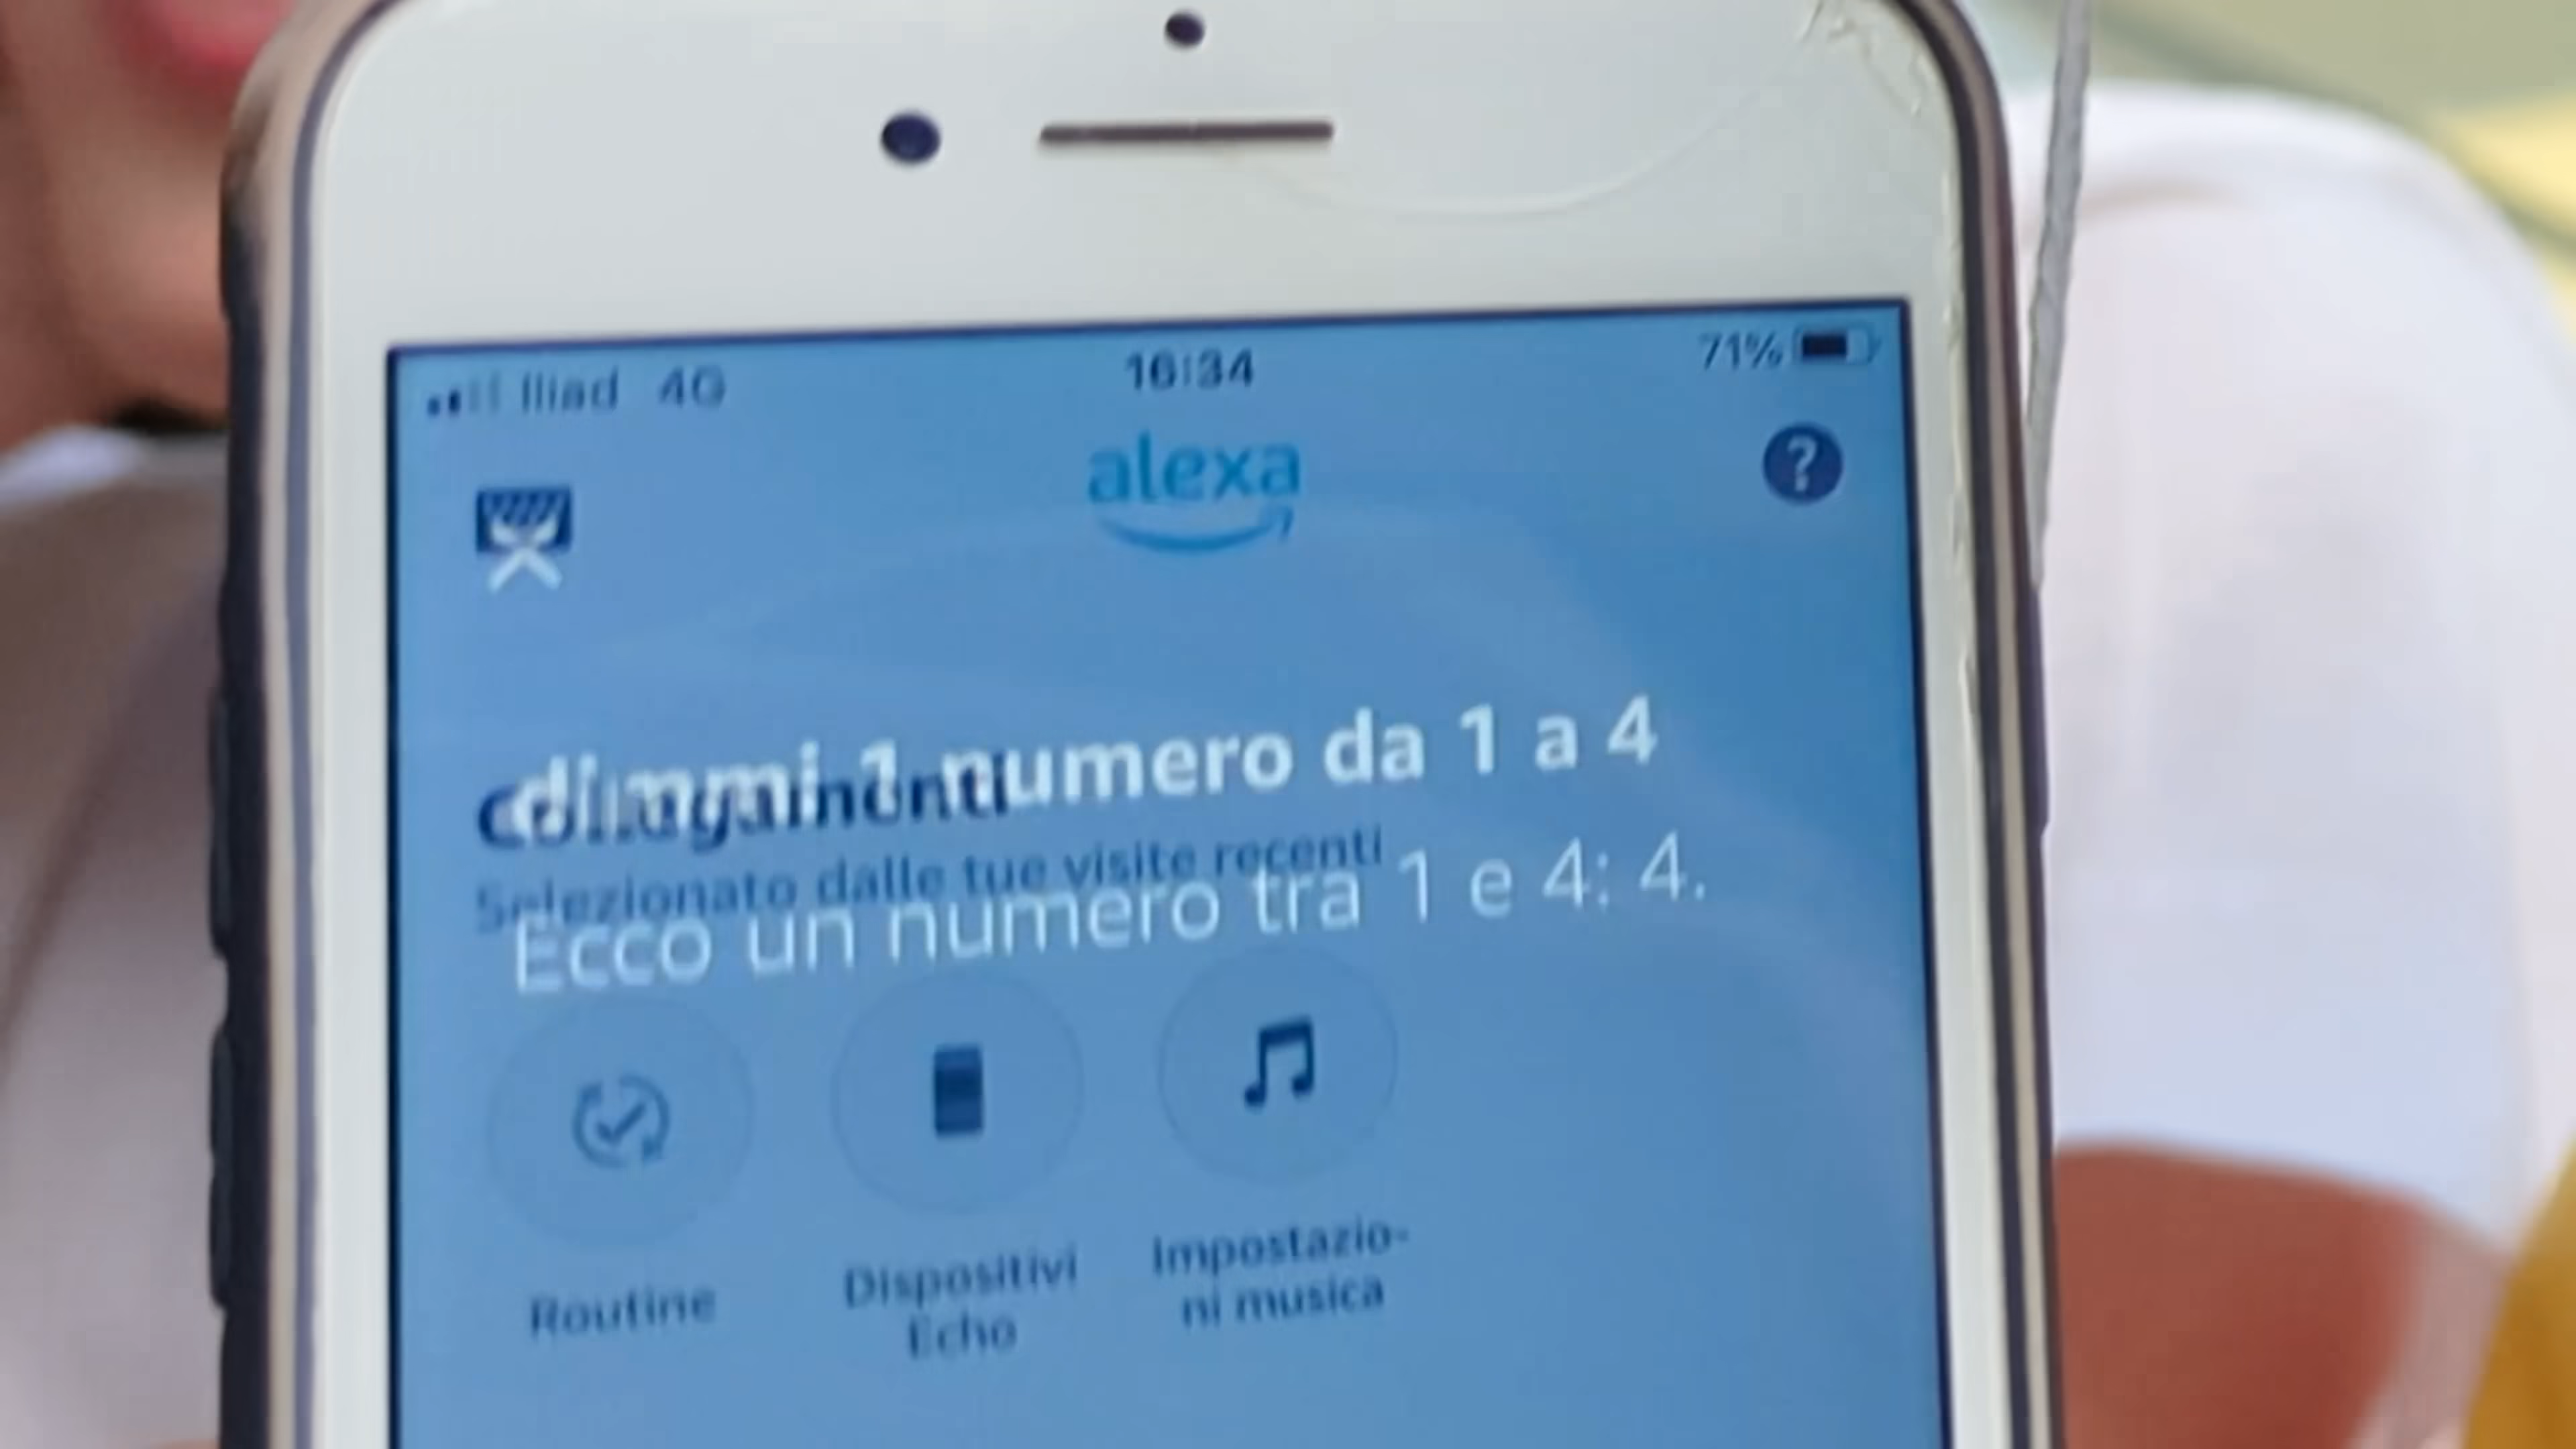 Iliad 4G 16:34 71%
alexa
?
dimmi 1 numero da 1 a 4
Collegamenti
Selezionato dalle tue visite recenti
Ecco un numero tra 1 e 4: 4.
Routine
Dispositivi
Echo
Impostazio-
ni musica